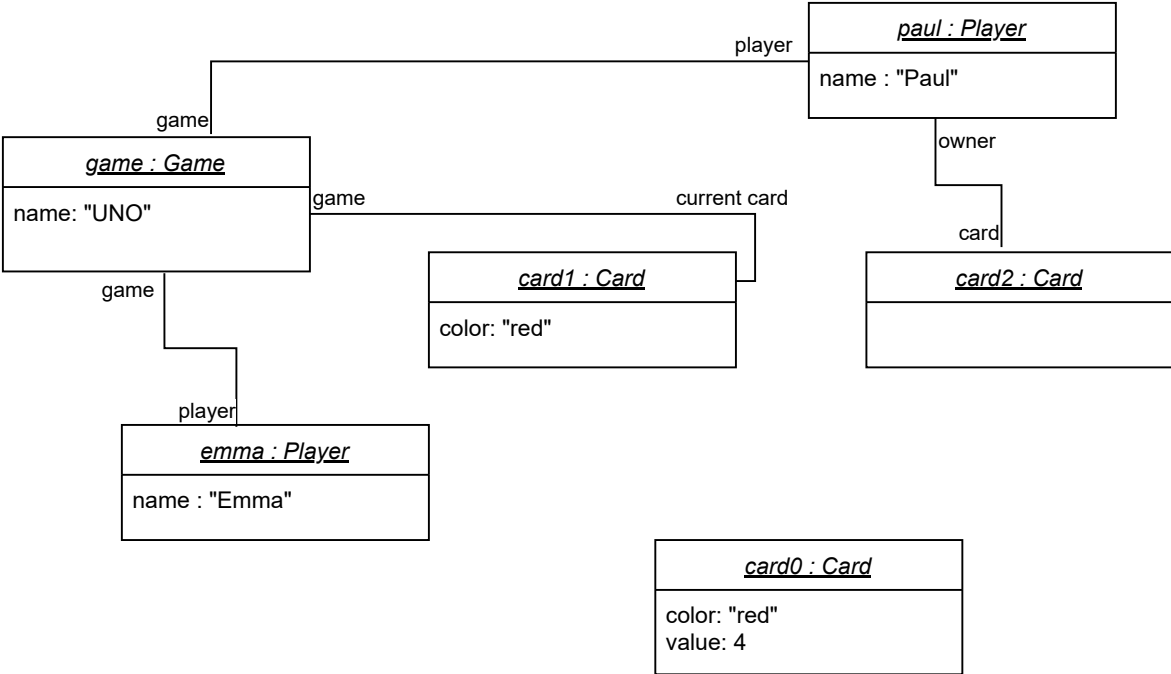 paul : Player
name : "Paul"
player
game
game : Game
name: "UNO"
game
current card
owner
card
card1 : Card
color: "red"
card2 : Card
game
player
emma : Player
name : "Emma"
card0 : Card
color: "red"
value: 4